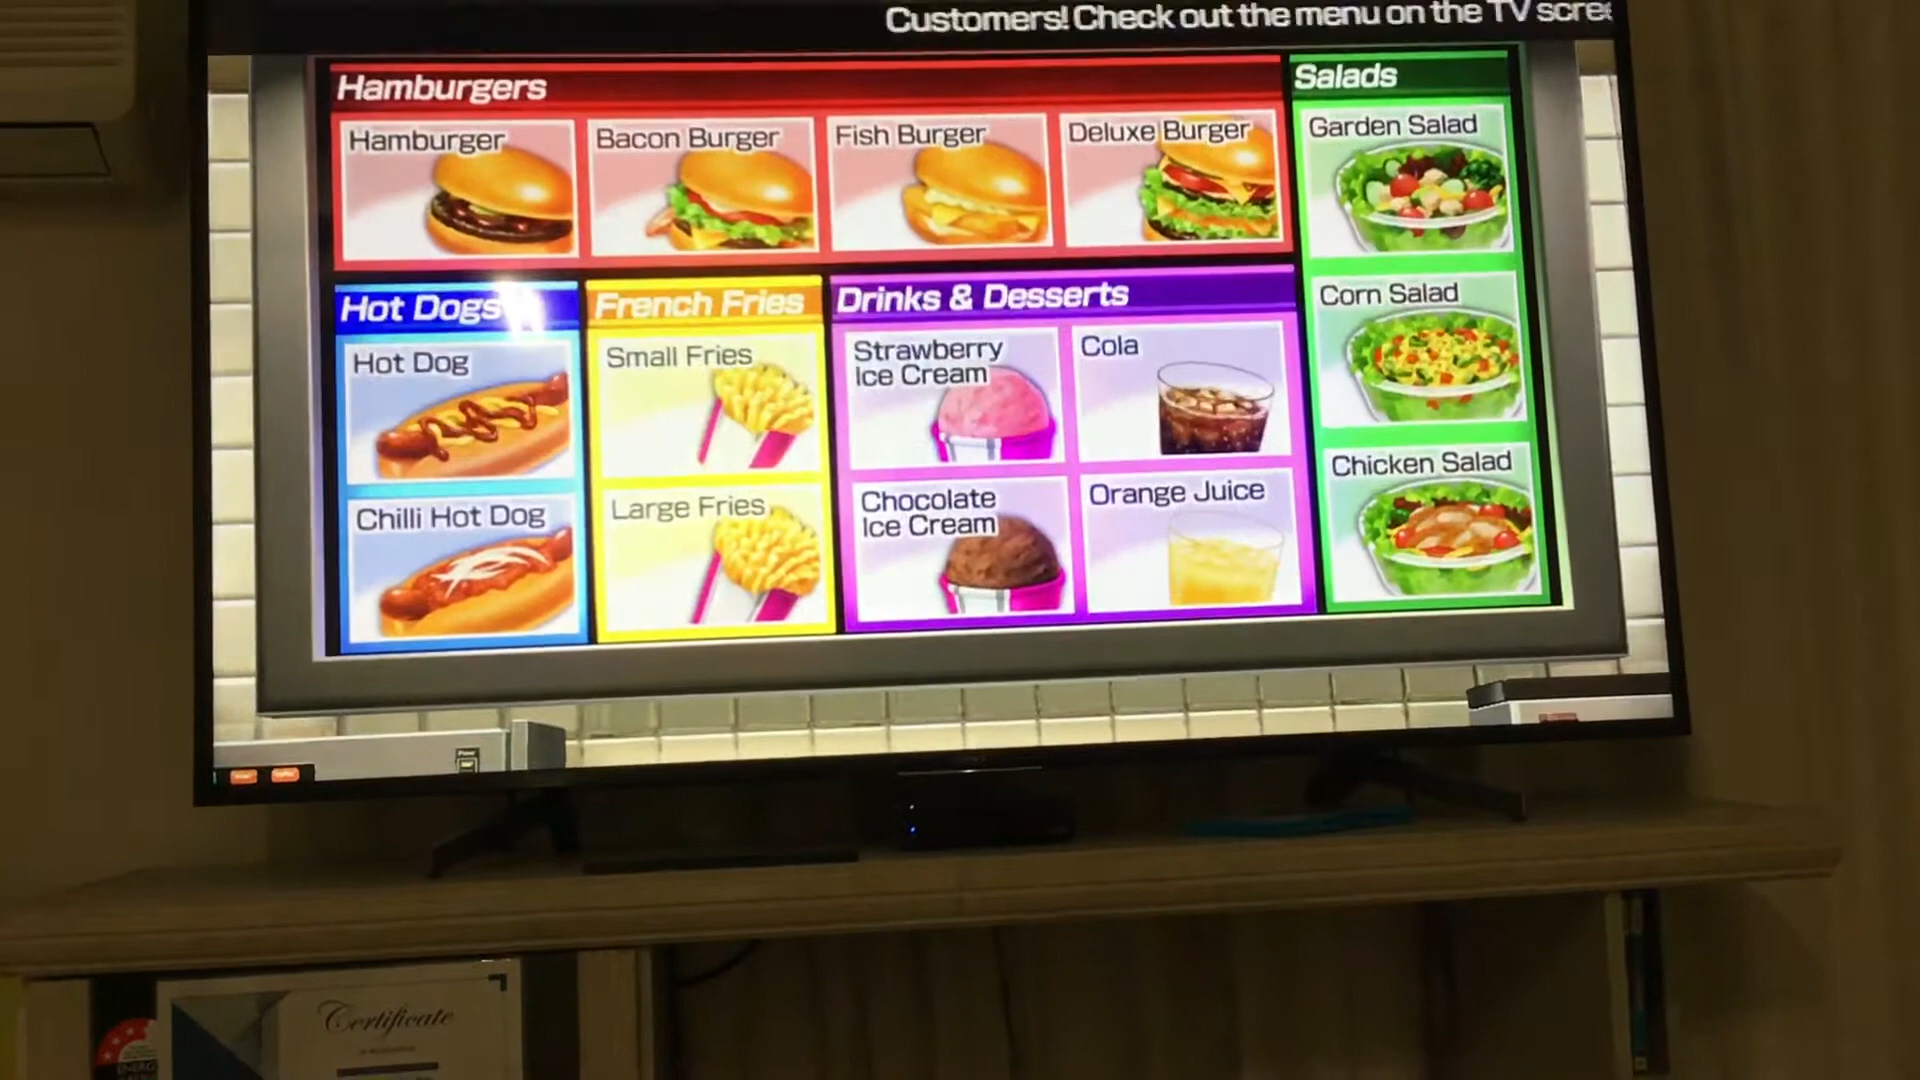 Customers! Check out the menu on the TV
Hamburgers
Hamburger
Bacon Burger
Fish Burger
Deluxe Burger
Salads
Garden Salad
Corn Salad
Chicken Salad
Hot Dogs
Hot Dog
Chilli Hot Dog
French Fries
Small Fries
Large Fries
Drinks & Desserts
Strawberry
Ice Cream
Cola
Chocolate
Ice Cream
Orange Juice
Certificate